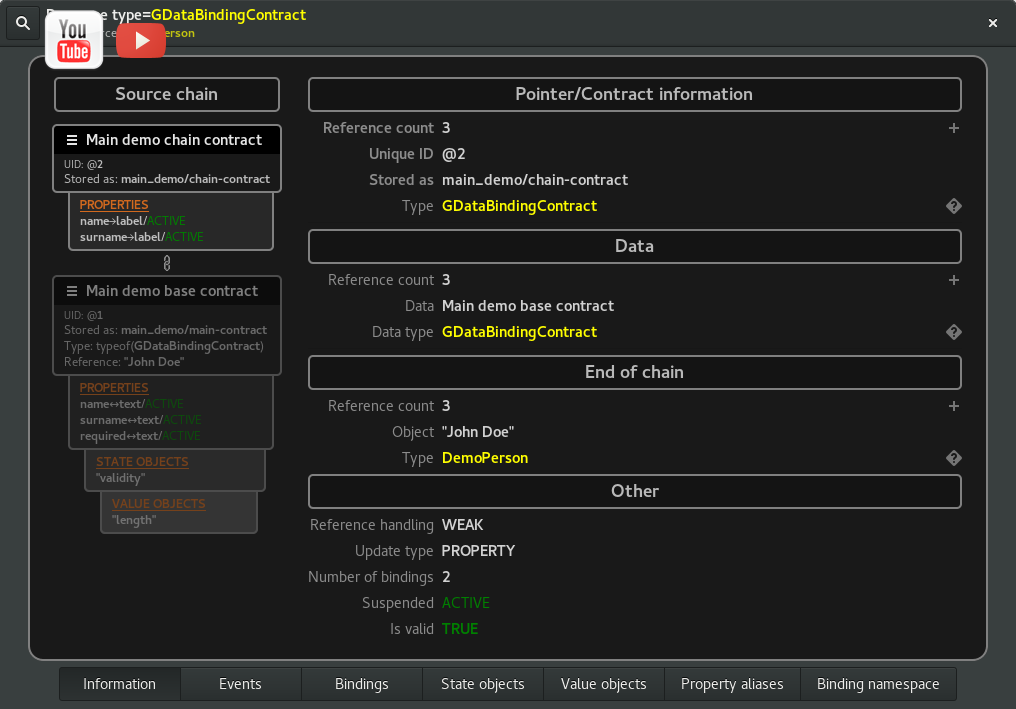 type=GDataBindingContract
You
Tube
Source chain
Main demo chain contract
UID: @2
Stored as: main_demo/chain-contract
PROPERTIES
name→label/ACTIVE
surname→label/ACTIVE
Main demo base contract
UID: @1
Stored as: main_demo/main-contract
Type: typeof(GDataBindingContract)
Reference: "John Doe"
PROPERTIES
name↔text/ACTIVE
surname↔text/ACTIVE
required↔text/ACTIVE
STATE OBJECTS
"validity"
VALUE OBJECTS
"length"
Pointer/Contract information
Reference count 3 +
Unique ID @2
Stored as main_demo/chain-contract
Type GDataBindingContract ?
Data
Reference count 3 +
Data Main demo base contract
Data type GDataBindingContract ?
End of chain
Reference count 3 +
Object "John Doe"
Type DemoPerson ?
Other
Reference handling WEAK
Update type PROPERTY
Number of bindings 2
Suspended ACTIVE
Is valid TRUE
Information Events Bindings State objects Value objects Property aliases Binding namespace